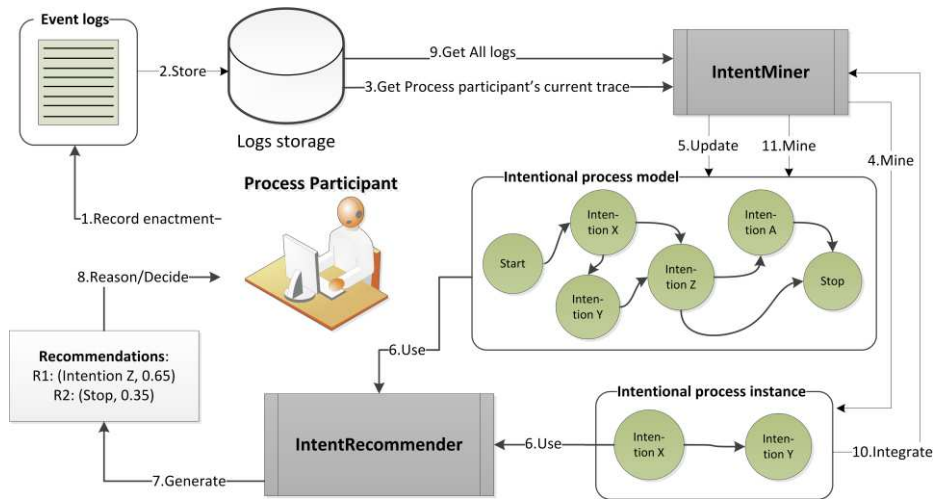 Event logs
2.Store
Logs storage
9.Get All logs
3.Get Process participant's current trace
IntentMiner
5.Update
11.Mine
4.Mine
Process Participant
1.Record enactment
8.Reason/Decide
Intentional process model
Start
Inten-
tion X
Inten-
tion Y
Inten-
tion Z
Inten-
tion A
Stop
6.Use
Recommendations:
R1: (Intention Z, 0.65)
R2: (Stop, 0.35)
7.Generate
IntentRecommender
6.Use
Intentional process instance
Inten-
tion X
Inten-
tion Y
10.Integrate